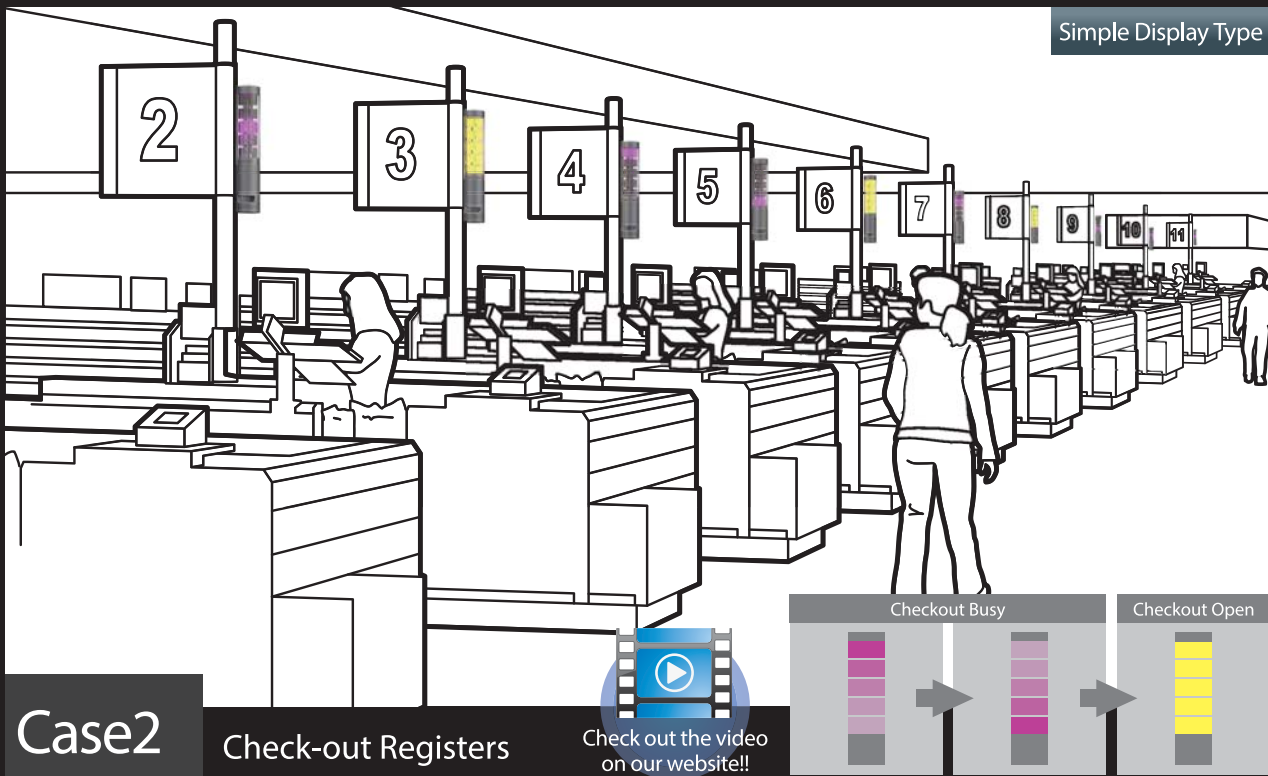 Simple Display Type
2
3
4
5
6
7
8
9
10
11
Checkout Busy
Checkout Open
Case2
Check-out Registers
Check out the video
on our website!!